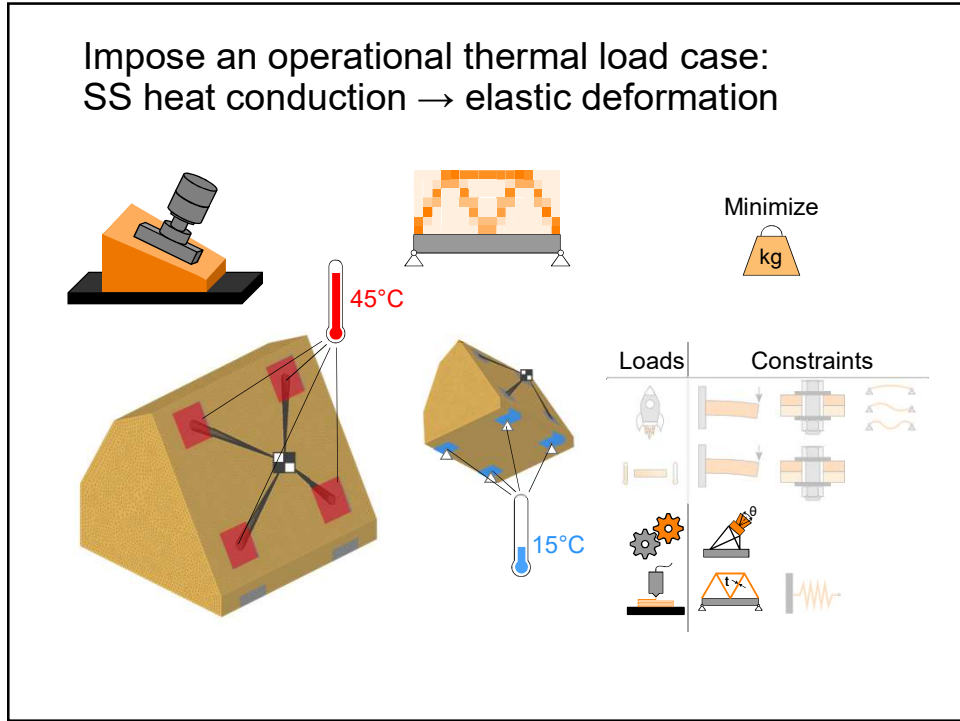 Impose an operational thermal load case:
SS heat conduction → elastic deformation
Minimize
kg
45°C
15°C
Loads
Constraints
θ
t